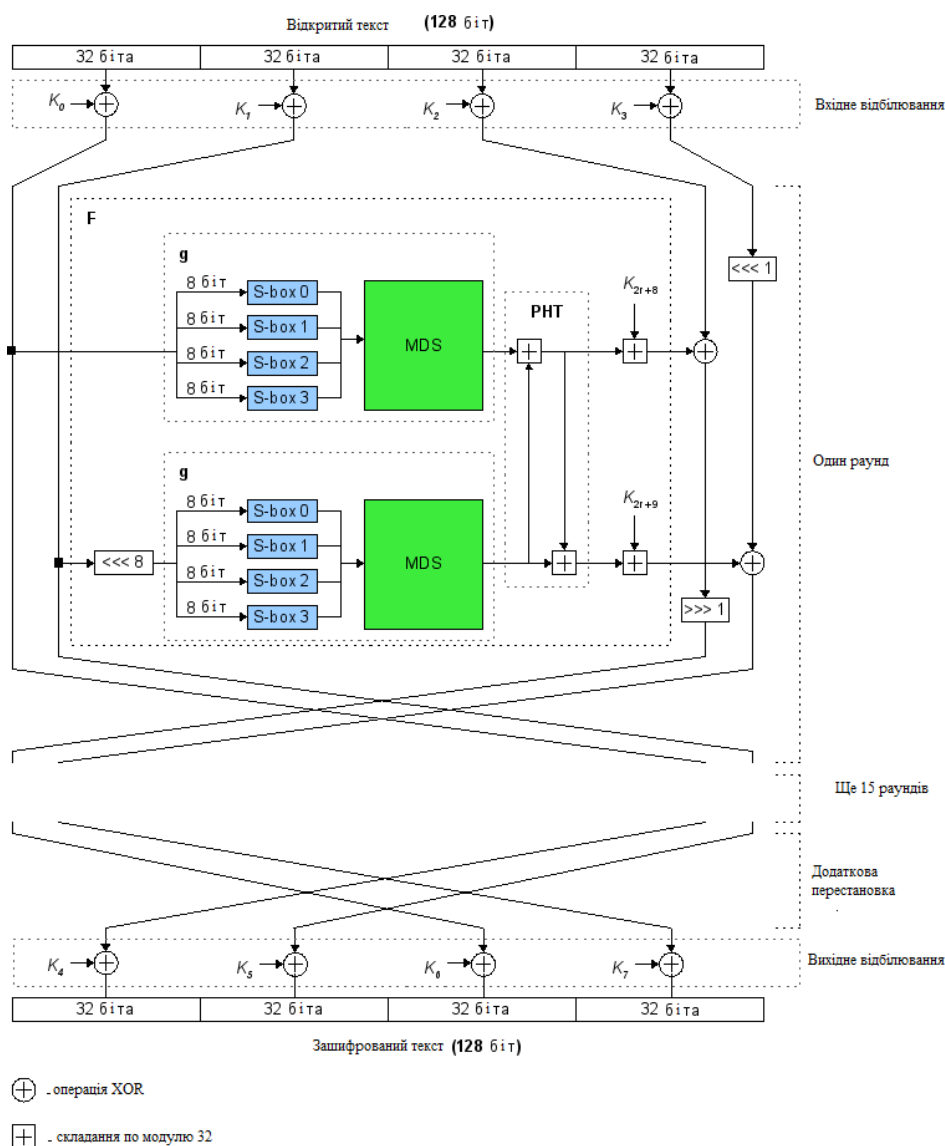 Відкритий текст (128 біт)
32 біта 32 біта 32 біта 32 біта
K0 K1 K2 K3
Вхідне відбілювання
F
g
<<< 1
8 біт S-box 0
8 біт S-box 1
8 біт S-box 2
8 біт S-box 3
MDS
PHT
K2r+8
Один раунд
g
<<< 8
8 біт S-box 0
8 біт S-box 1
8 біт S-box 2
8 біт S-box 3
MDS
K2r+9
>>> 1
Ще 15 раундів
Додаткова
перестановка
.
K4 K5 K6 K7
Вихідне відбілювання
32 біта 32 біта 32 біта 32 біта
Зашифрований текст (128 біт)
- операція XOR
- складання по модулю 32